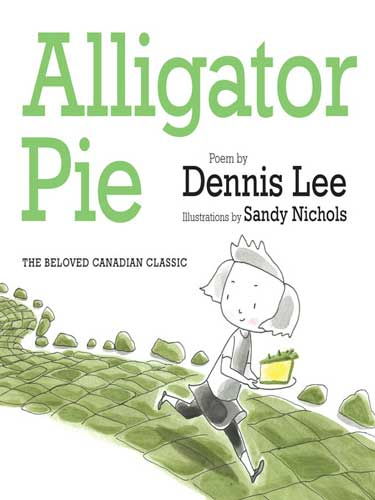 Alligator
Pie
Poem by
Dennis Lee
Illustrations by Sandy Nichols
THE BELOVED CANADIAN CLASSIC